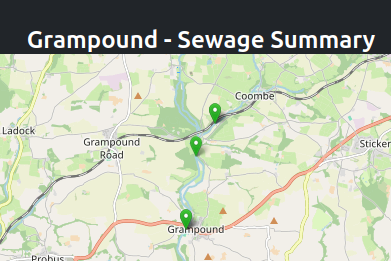 Grampound - Sewage Summary
Coombe
Ladock
Grampound
Road
Sticker
Grampound
Probus